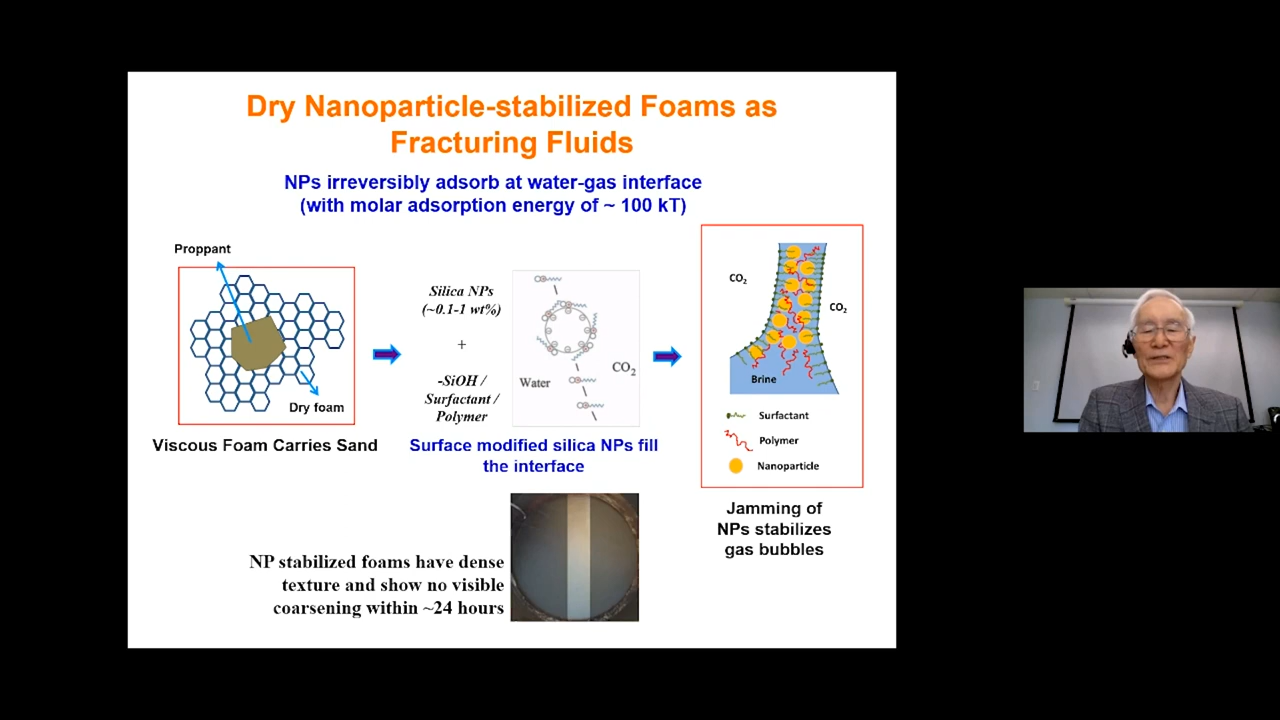 Dry Nanoparticle-stabilized Foams as
Fracturing Fluids
NPs irreversibly adsorb at water-gas interface
(with molar adsorption energy of ~ 100 kT)
Proppant
Dry foam
Viscous Foam Carries Sand
Silica NPs
(~0.1-1 wt%)
+
-SiOH /
Surfactant /
Polymer
Water
CO₂
Surface modified silica NPs fill
the interface
CO₂
CO₂
Brine
Surfactant
Polymer
Nanoparticle
Jamming of
NPs stabilizes
gas bubbles
NP stabilized foams have dense
texture and show no visible
coarsening within ~24 hours